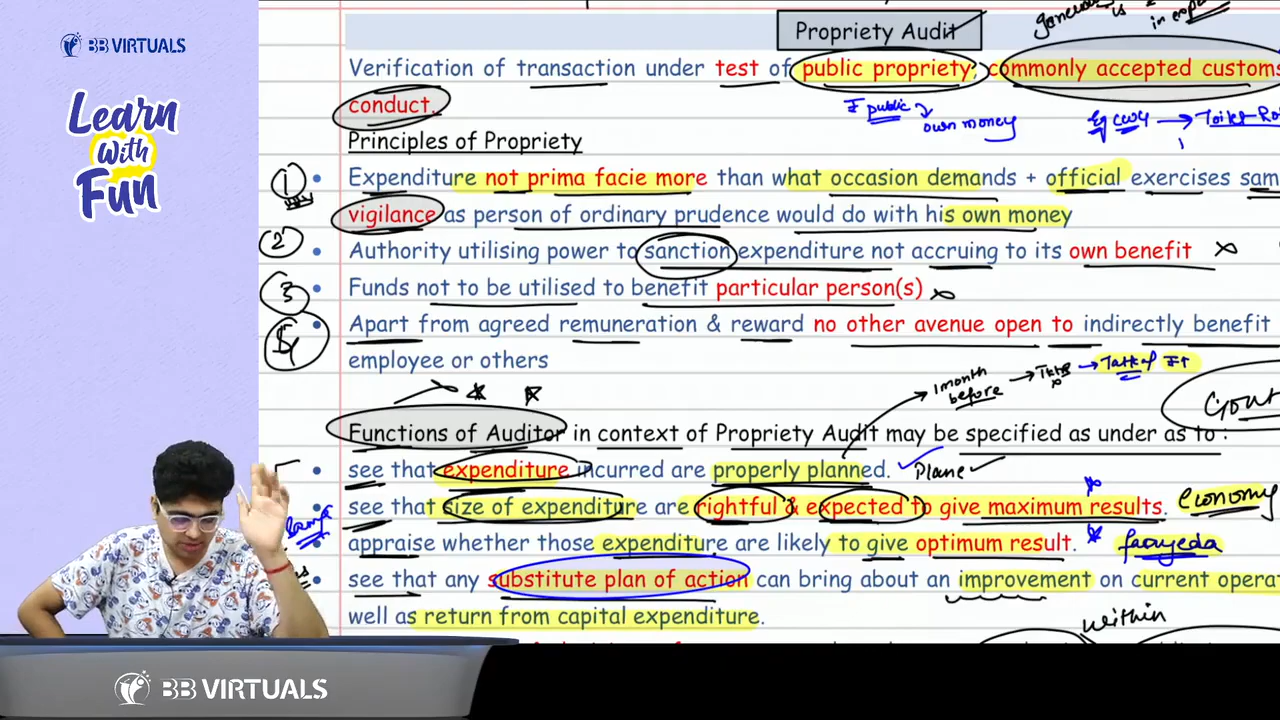 BB VIRTUALS
Learn
With
Fun
Propriety Audit
in
is
Verification of transaction under test of public propriety, commonly accepted customs
conduct.
public
own money
Eg CWG → Toilet
Principles of Propriety
1 • Expenditure not prima facie more than what occasion demands + official exercises
vigilance as person of ordinary prudence would do with his own money
2 • Authority utilising power to sanction expenditure not accruing to its own benefit
3 • Funds not to be utilised to benefit particular person(s)
• Apart from agreed remuneration & reward no other avenue open to indirectly benefit
employee or others
1 month
before
Functions of Auditor in context of Propriety Audit may be specified as under as to :
• see that expenditure incurred are properly planned. Plane
• see that size of expenditure are rightful & expected to give maximum results. economy
• appraise whether those expenditure are likely to give optimum result. faayeda
• see that any substitute plan of action can bring about an improvement on current
well as return from capital expenditure.
within
BB VIRTUALS